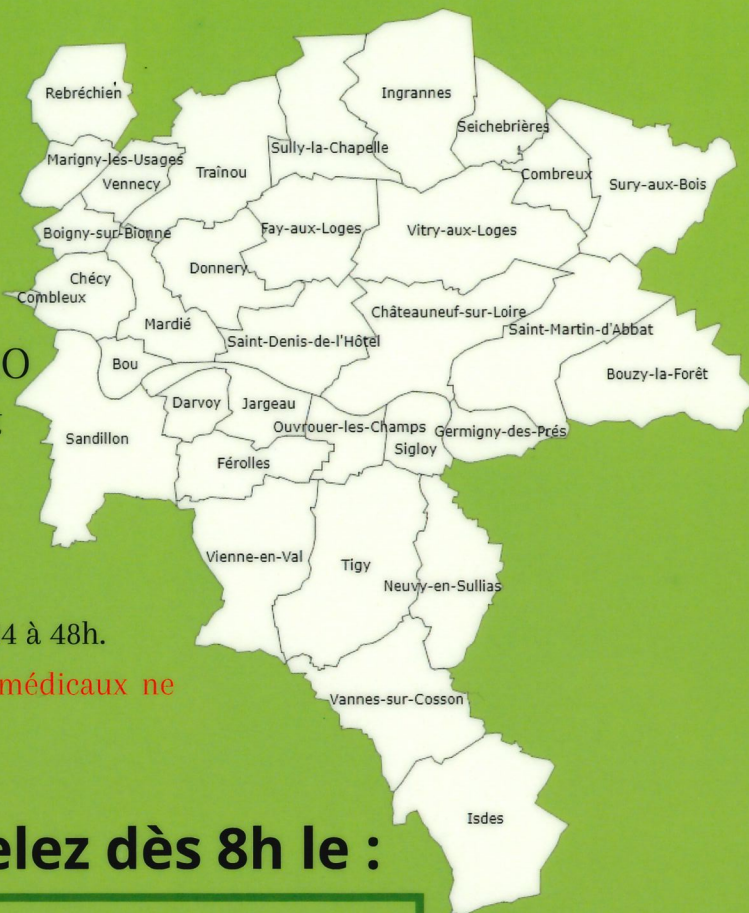 Rebréchien
Ingrannes
Seichebrières
Marigny-les-Usages
Sully-la-Chapelle
Vennecy
Traînou
Combreux
Sury-aux-Bois
Boigny-sur-Bionne
Fay-aux-Loges
Vitry-aux-Loges
Donnery
Chécy
Combleux
Mardié
Châteauneuf-sur-Loire
Saint-Denis-de-l'Hôtel
Saint-Martin-d'Abbat
Bou
Bouzy-la-Forêt
Darvoy
Jargeau
Ouvrouer-les-Champs
Sandillon
Germigny-des-Prés
Sigloy
Férolles
Vienne-en-Val
Tigy
Neuvy-en-Sullias
4 à 48h.
médicaux ne
Vannes-sur-Cosson
Isdes
elez dès 8h le :